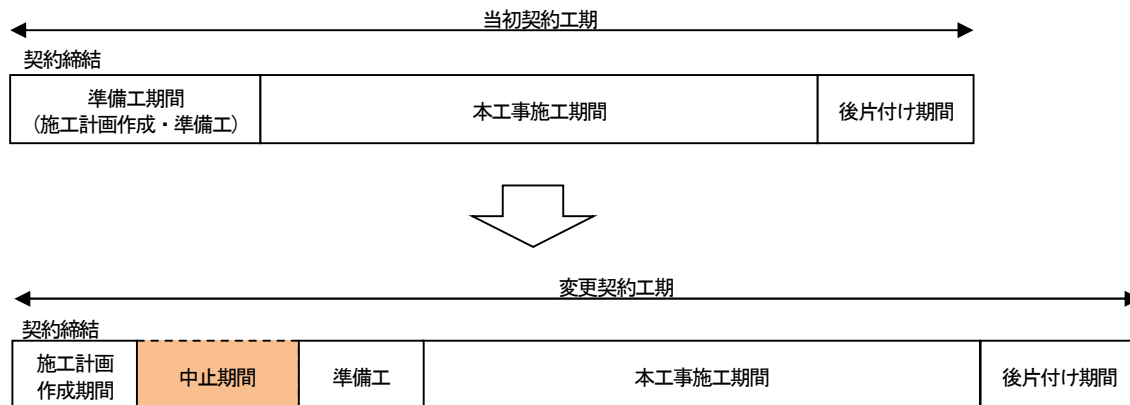 当初契約工期
契約締結
準備工期間
(施工計画作成・準備工)
本工事施工期間
後片付け期間
変更契約工期
契約締結
施工計画
作成期間
中止期間
準備工
本工事施工期間
後片付け期間